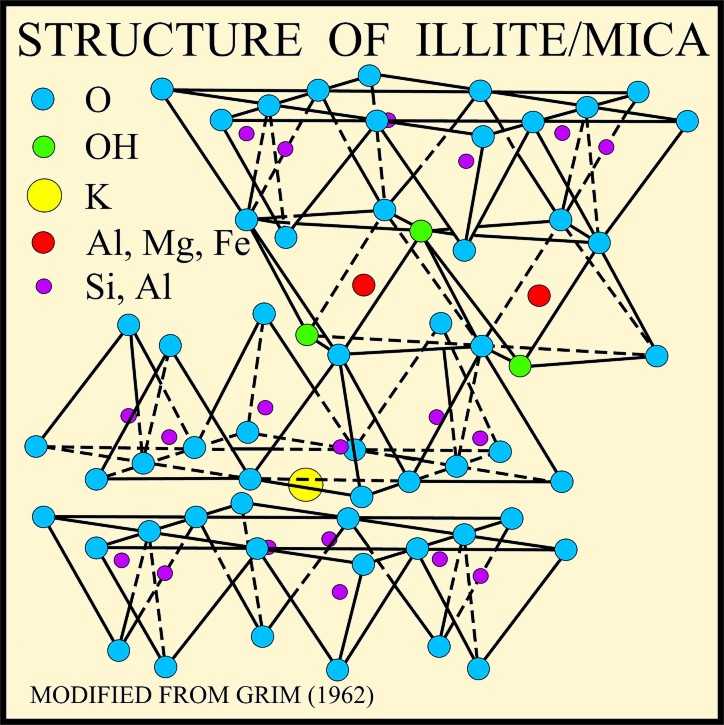 STRUCTURE OF ILLITE/MICA
O
OH
K
Al, Mg, Fe
Si, Al
MODIFIED FROM GRIM (1962)